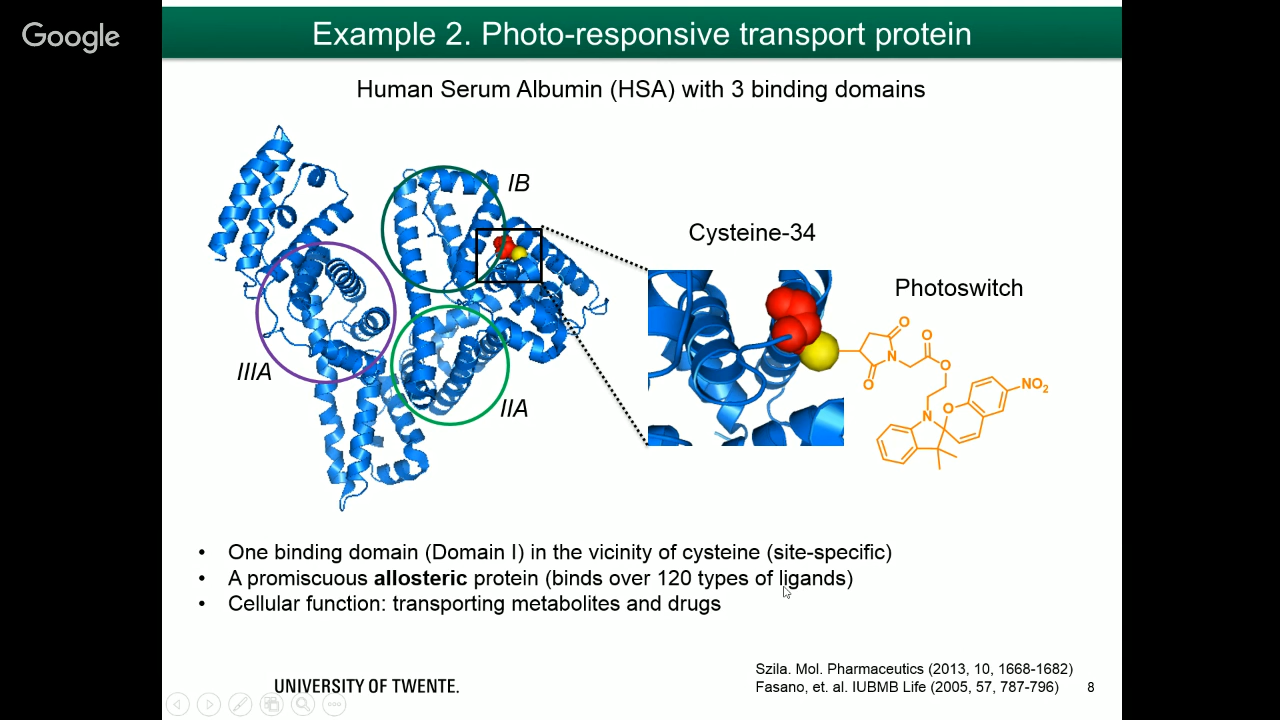 Google
Example 2. Photo-responsive transport protein
Human Serum Albumin (HSA) with 3 binding domains
IB
Cysteine-34
Photoswitch
IIIA
IIA
O
O
N
O
O
O
N
O
NO2
• One binding domain (Domain I) in the vicinity of cysteine (site-specific)
• A promiscuous allosteric protein (binds over 120 types of ligands)
• Cellular function: transporting metabolites and drugs
Szila. Mol. Pharmaceutics (2013, 10, 1668-1682)
Fasano, et. al. IUBMB Life (2005, 57, 787-796)
8
UNIVERSITY OF TWENTE.